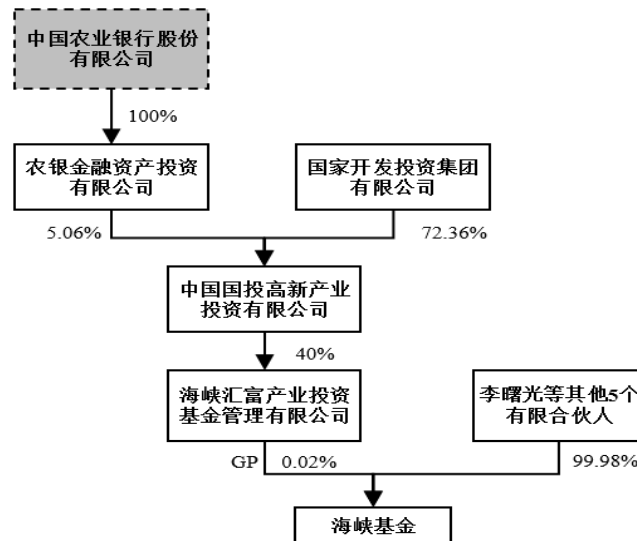 中国农业银行股份
有限公司
100%
农银金融资产投资
有限公司
国家开发投资集团
有限公司
5.06%
72.36%
中国国投高新产业
投资有限公司
40%
海峡汇富产业投资
基金管理有限公司
李曙光等其他5个
有限合伙人
GP
0.02%
99.98%
海峡基金